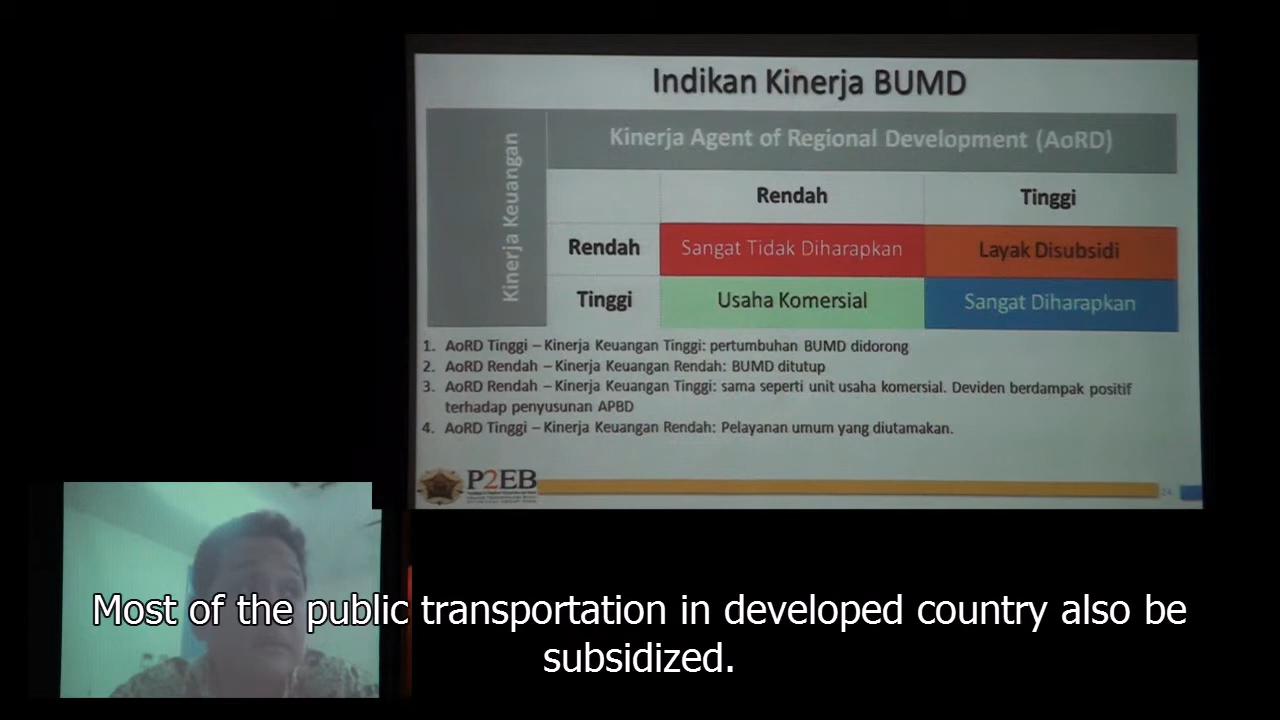 Indikan Kinerja BUMD
Kinerja Keuangan
Kinerja Agent of Regional Development (AoRD)
Rendah Tinggi
Rendah Sangat Tidak Diharapkan Layak Disubsidi
Tinggi Usaha Komersial Sangat Diharapkan
1. AoRD Tinggi – Kinerja Keuangan Tinggi: pertumbuhan BUMD didorong
2. AoRD Rendah – Kinerja Keuangan Rendah: BUMD ditutup
3. AoRD Rendah – Kinerja Keuangan Tinggi: sama seperti unit usaha komersial. Deviden berdampak positif
terhadap penyusunan APBD
4. AoRD Tinggi – Kinerja Keuangan Rendah: Pelayanan umum yang diutamakan.
P2EB
24
Most of the public transportation in developed country also be
subsidized.